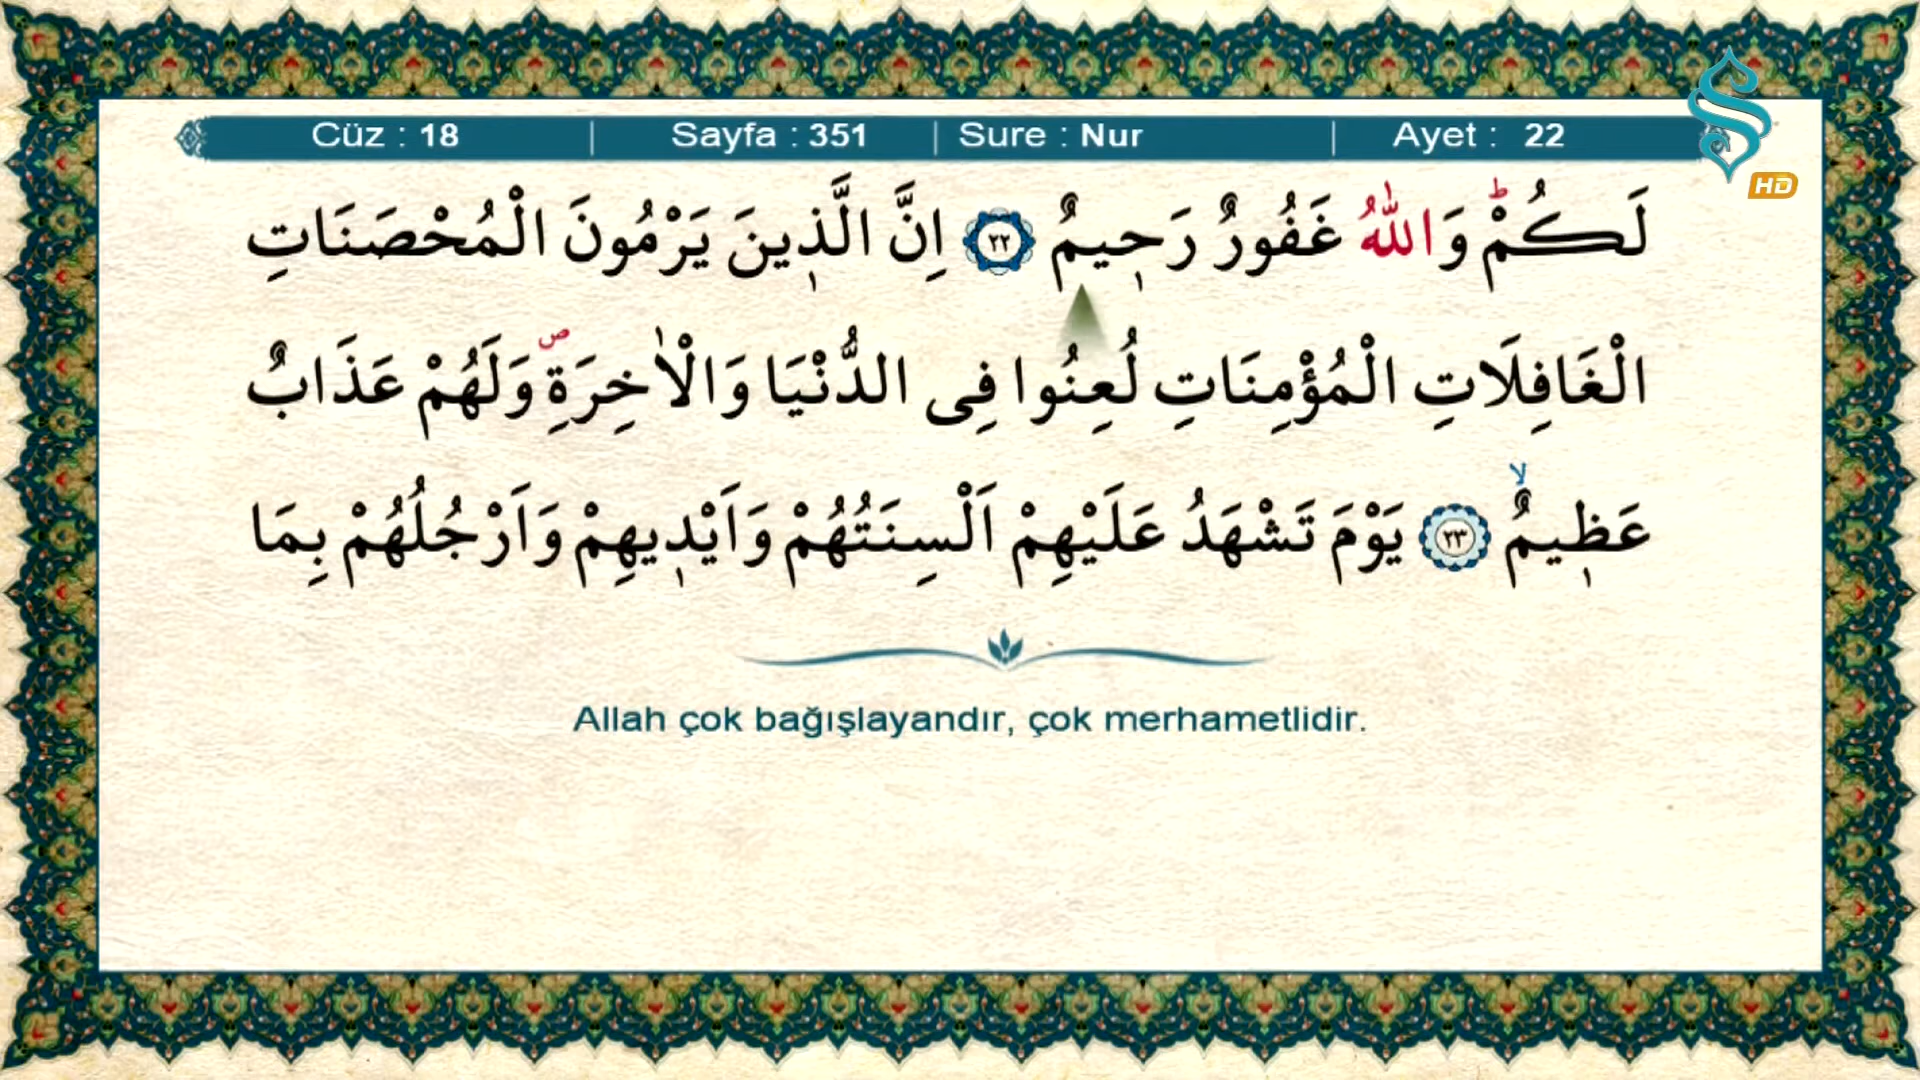 Cüz : 18 | Sayfa : 351 | Sure : Nur | Ayet : 22
HD
لَكُمْۜ وَاللّٰهُ غَفُورٌ رَحٖيمٌ ﴿٢٢﴾ اِنَّ الَّذٖينَ يَرْمُونَ الْمُحْصَنَاتِ
الْغَافِلَاتِ الْمُؤْمِنَاتِ لُعِنُوا فِى الدُّنْيَا وَالْاٰخِرَةِࣕ وَلَهُمْ عَذَابٌ
عَظٖيمٌۙ ﴿٢٣﴾ يَوْمَ تَشْهَدُ عَلَيْهِمْ اَلْسِنَتُهُمْ وَاَيْدٖيهِمْ وَاَرْجُلُهُمْ بِمَا
Allah çok bağışlayandır, çok merhametlidir.